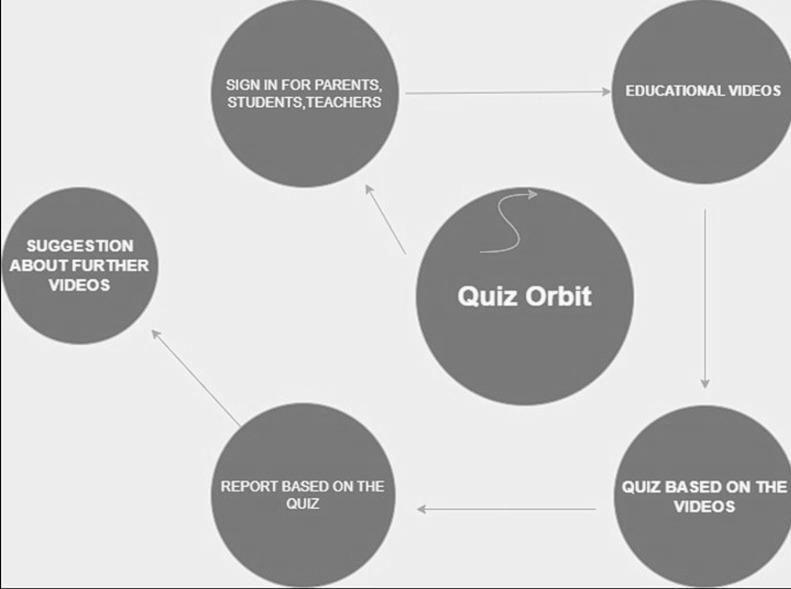 SIGN IN FOR PARENTS,
STUDENTS,TEACHERS
EDUCATIONAL VIDEOS
SUGGESTION
ABOUT FURTHER
VIDEOS
Quiz Orbit
REPORT BASED ON THE
QUIZ
QUIZ BASED ON THE
VIDEOS